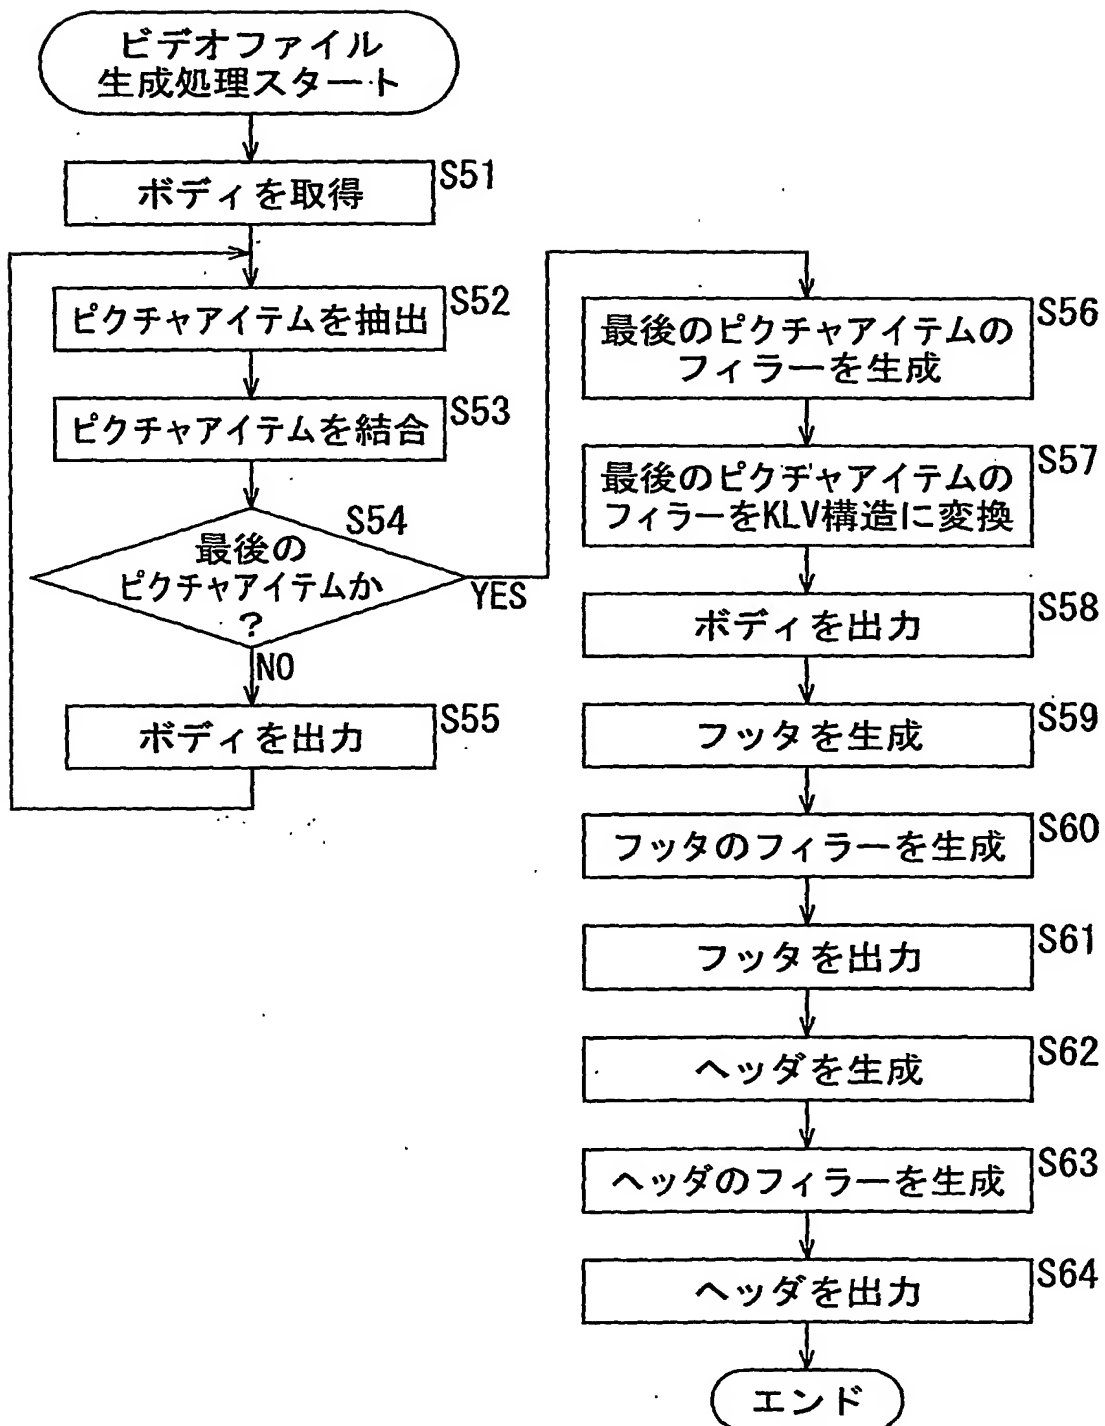 ビデオファイル
生成処理スタート
ボディを取得
S51
ピクチャアイテムを抽出
S52
ピクチャアイテムを結合
S53
S54
最後の
ピクチャアイテムか
?
YES
NO
ボディを出力
S55
最後のピクチャアイテムの
フィラーを生成
S56
最後のピクチャアイテムの
フィラーをKLV構造に変換
S57
ボディを出力
S58
フッタを生成
S59
フッタのフィラーを生成
S60
フッタを出力
S61
ヘッダを生成
S62
ヘッダのフィラーを生成
S63
ヘッダを出力
S64
エンド